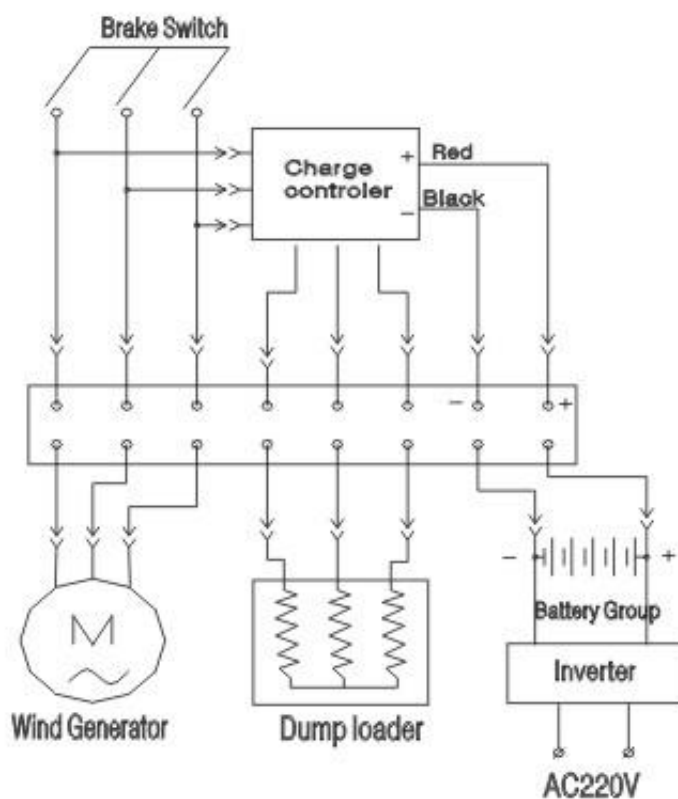 Brake Switch
Charge
controler
+
Red
−
Black
−
+
M
Wind Generator
Dump loader
−
+
Battery Group
Inverter
AC220V